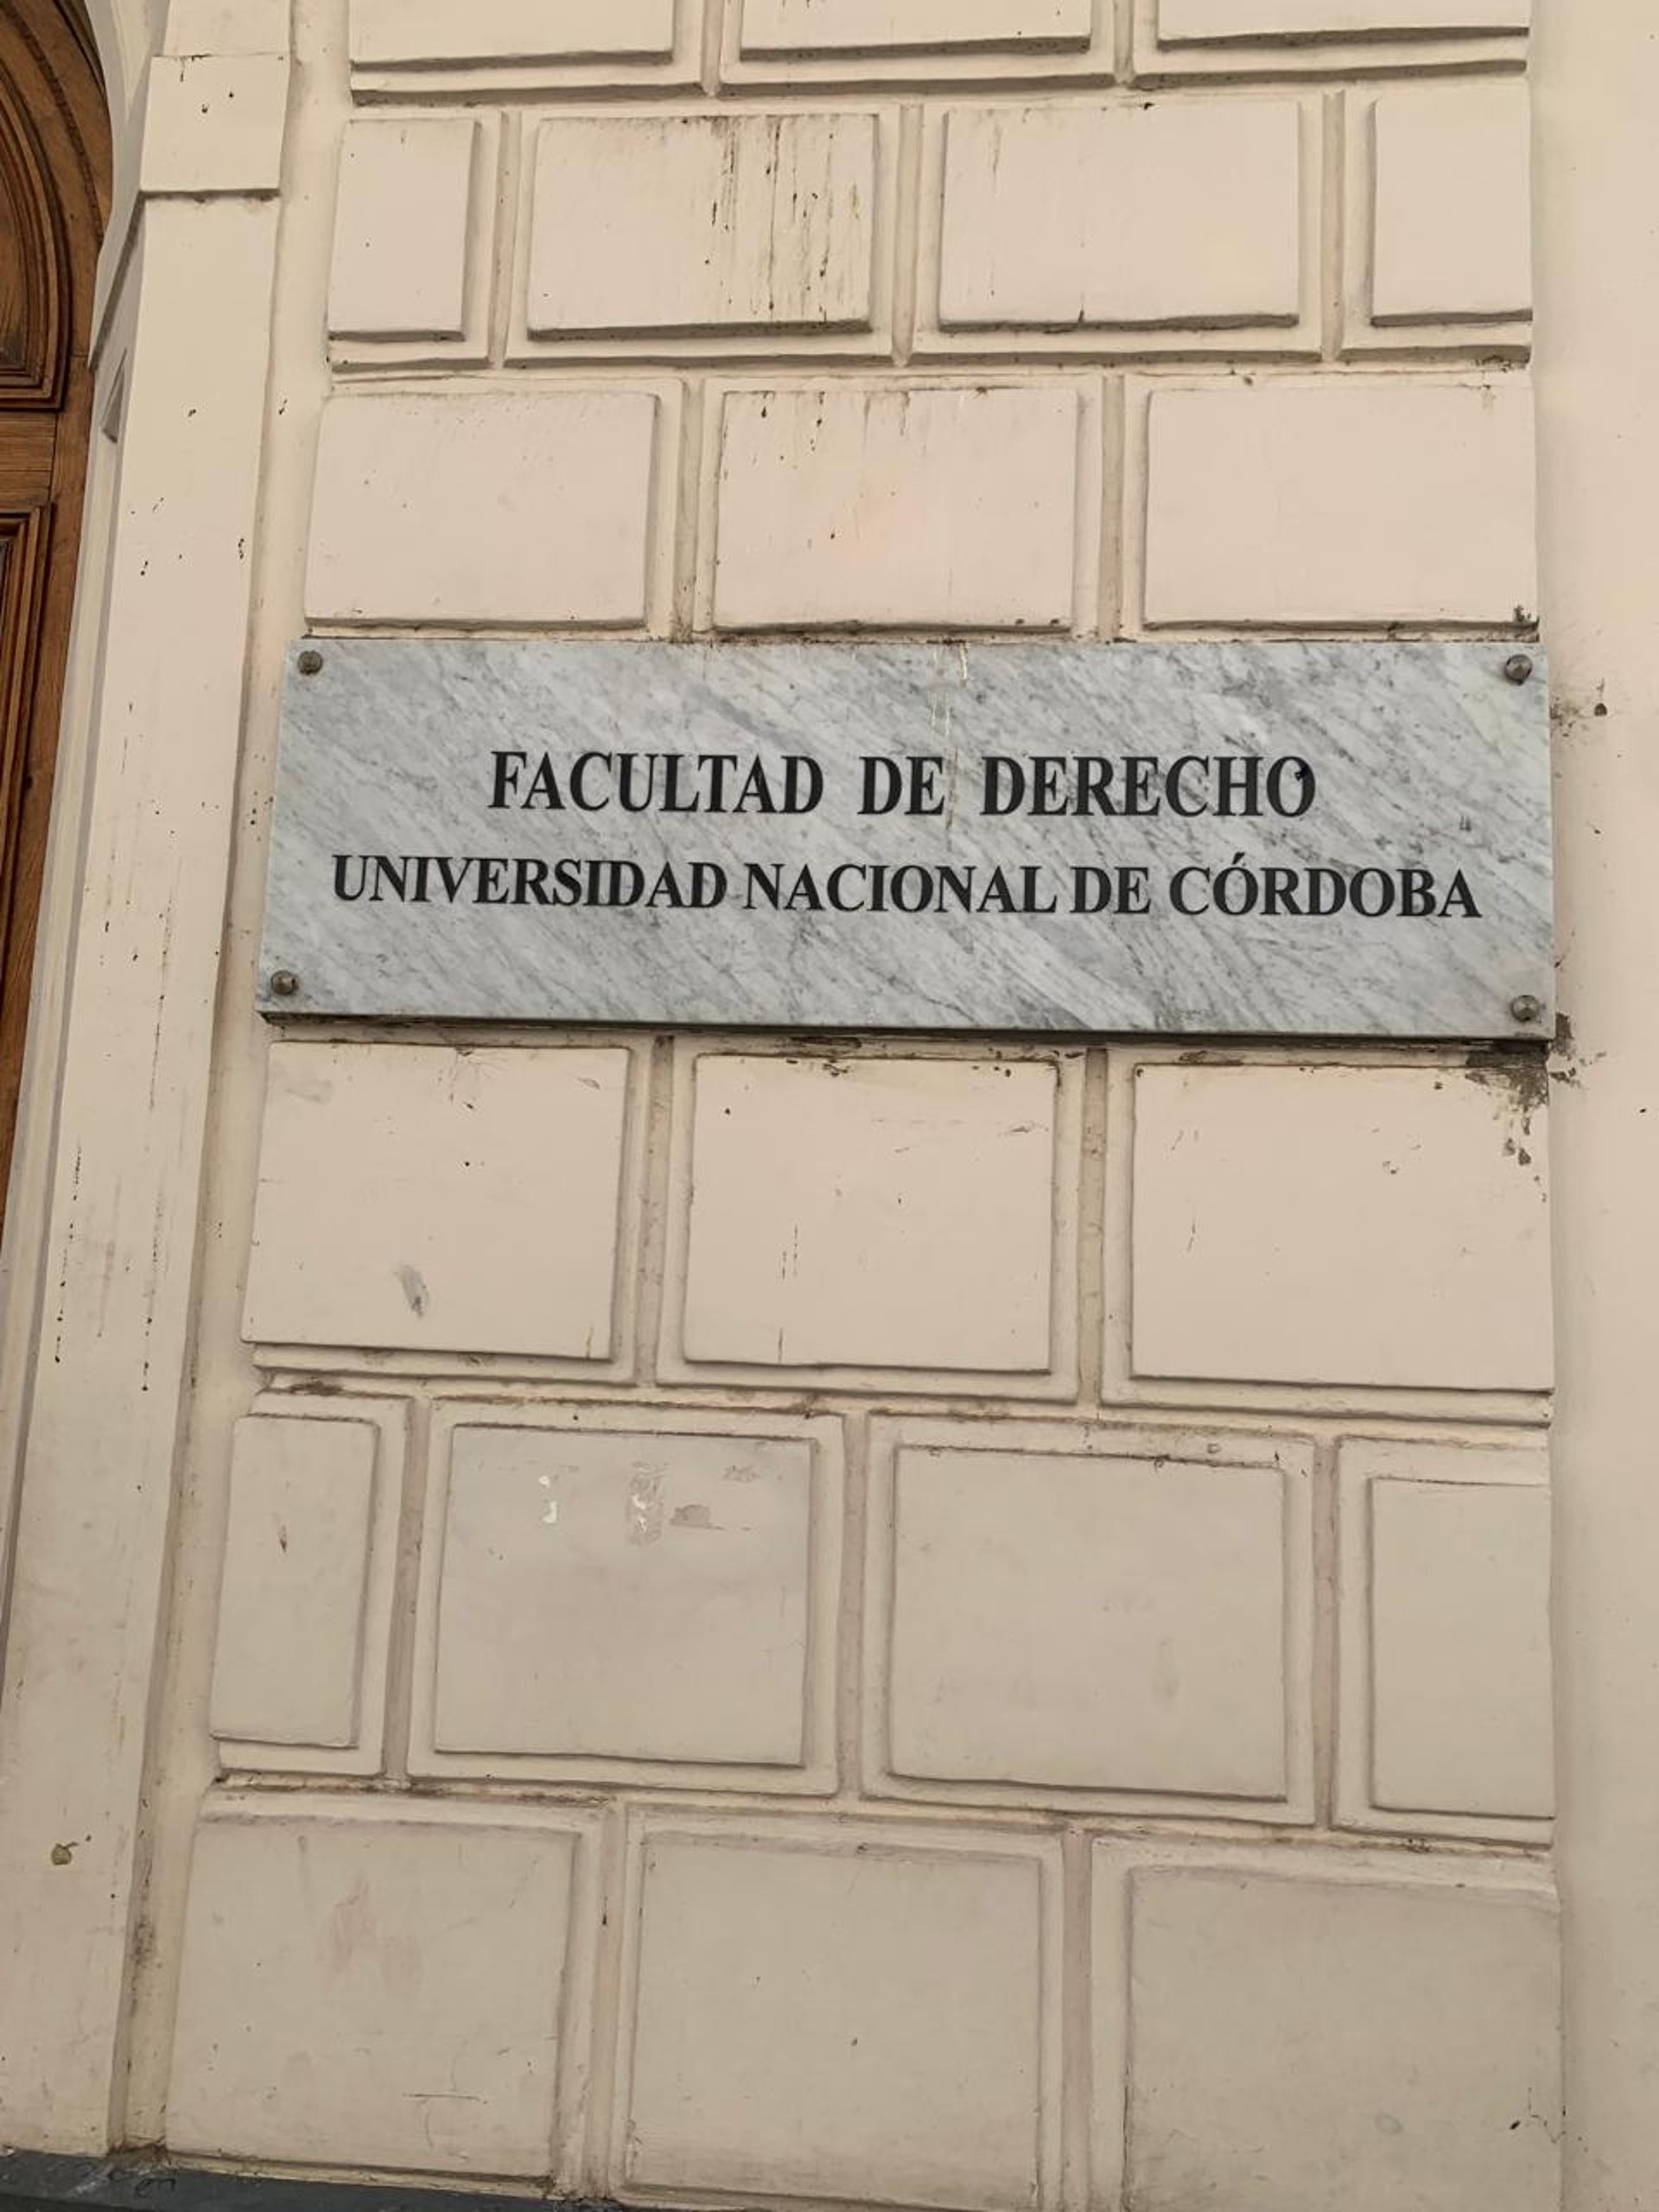 FACULTAD DE DERECHO
UNIVERSIDAD NACIONAL DE CÓRDOBA